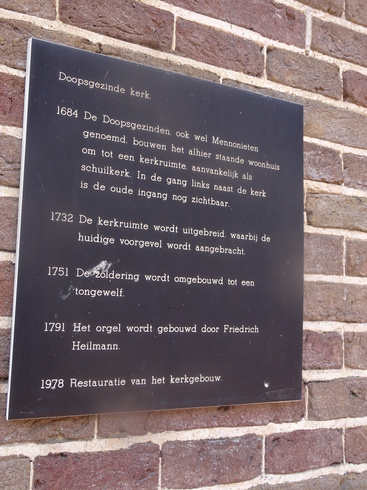 Doopsgezinde kerk.
1684 De Doopsgezinden, ook wel Mennonieten
genoemd, bouwen het alhier staande woonhuis
om tot een kerkruimte, aanvankelijk als
schuilkerk. In de gang links naast de kerk
is de oude ingang nog zichtbaar.
1732 De kerkruimte wordt uitgebreid, waarbij de
huidige voorgevel wordt aangebracht.
1751 De zoldering wordt omgebouwd tot een
tongewelf.
1791 Het orgel wordt gebouwd door Friedrich
Heilmann.
1978 Restauratie van het kerkgebouw.